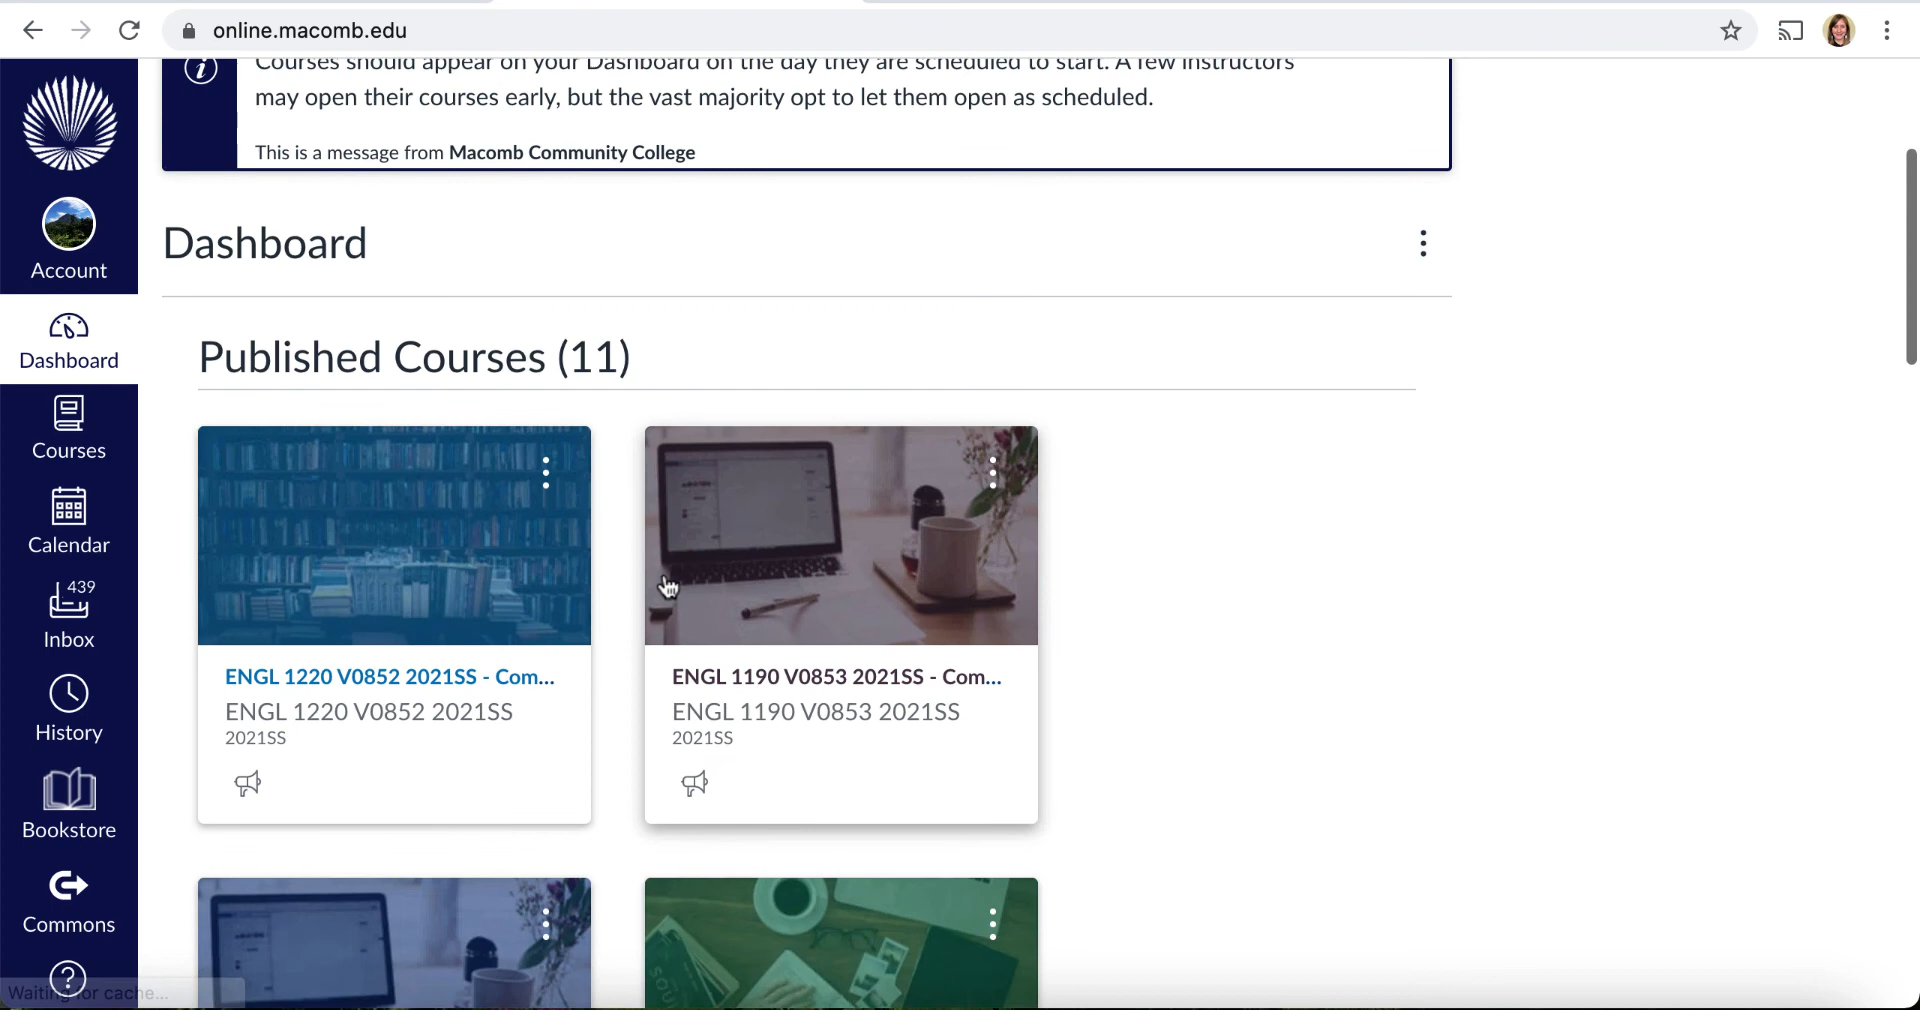 online.macomb.edu
Courses should appear on your Dashboard on the day they are scheduled to start. A few instructors
may open their courses early, but the vast majority opt to let them open as scheduled.
This is a message from Macomb Community College
Account
Dashboard
Courses
Calendar
439
Inbox
History
Bookstore
Commons
Dashboard
Published Courses (11)
ENGL 1220 V0852 2021SS - Com...
ENGL 1220 V0852 2021SS
2021SS
ENGL 1190 V0853 2021SS - Com...
ENGL 1190 V0853 2021SS
2021SS
Waiting for cache...